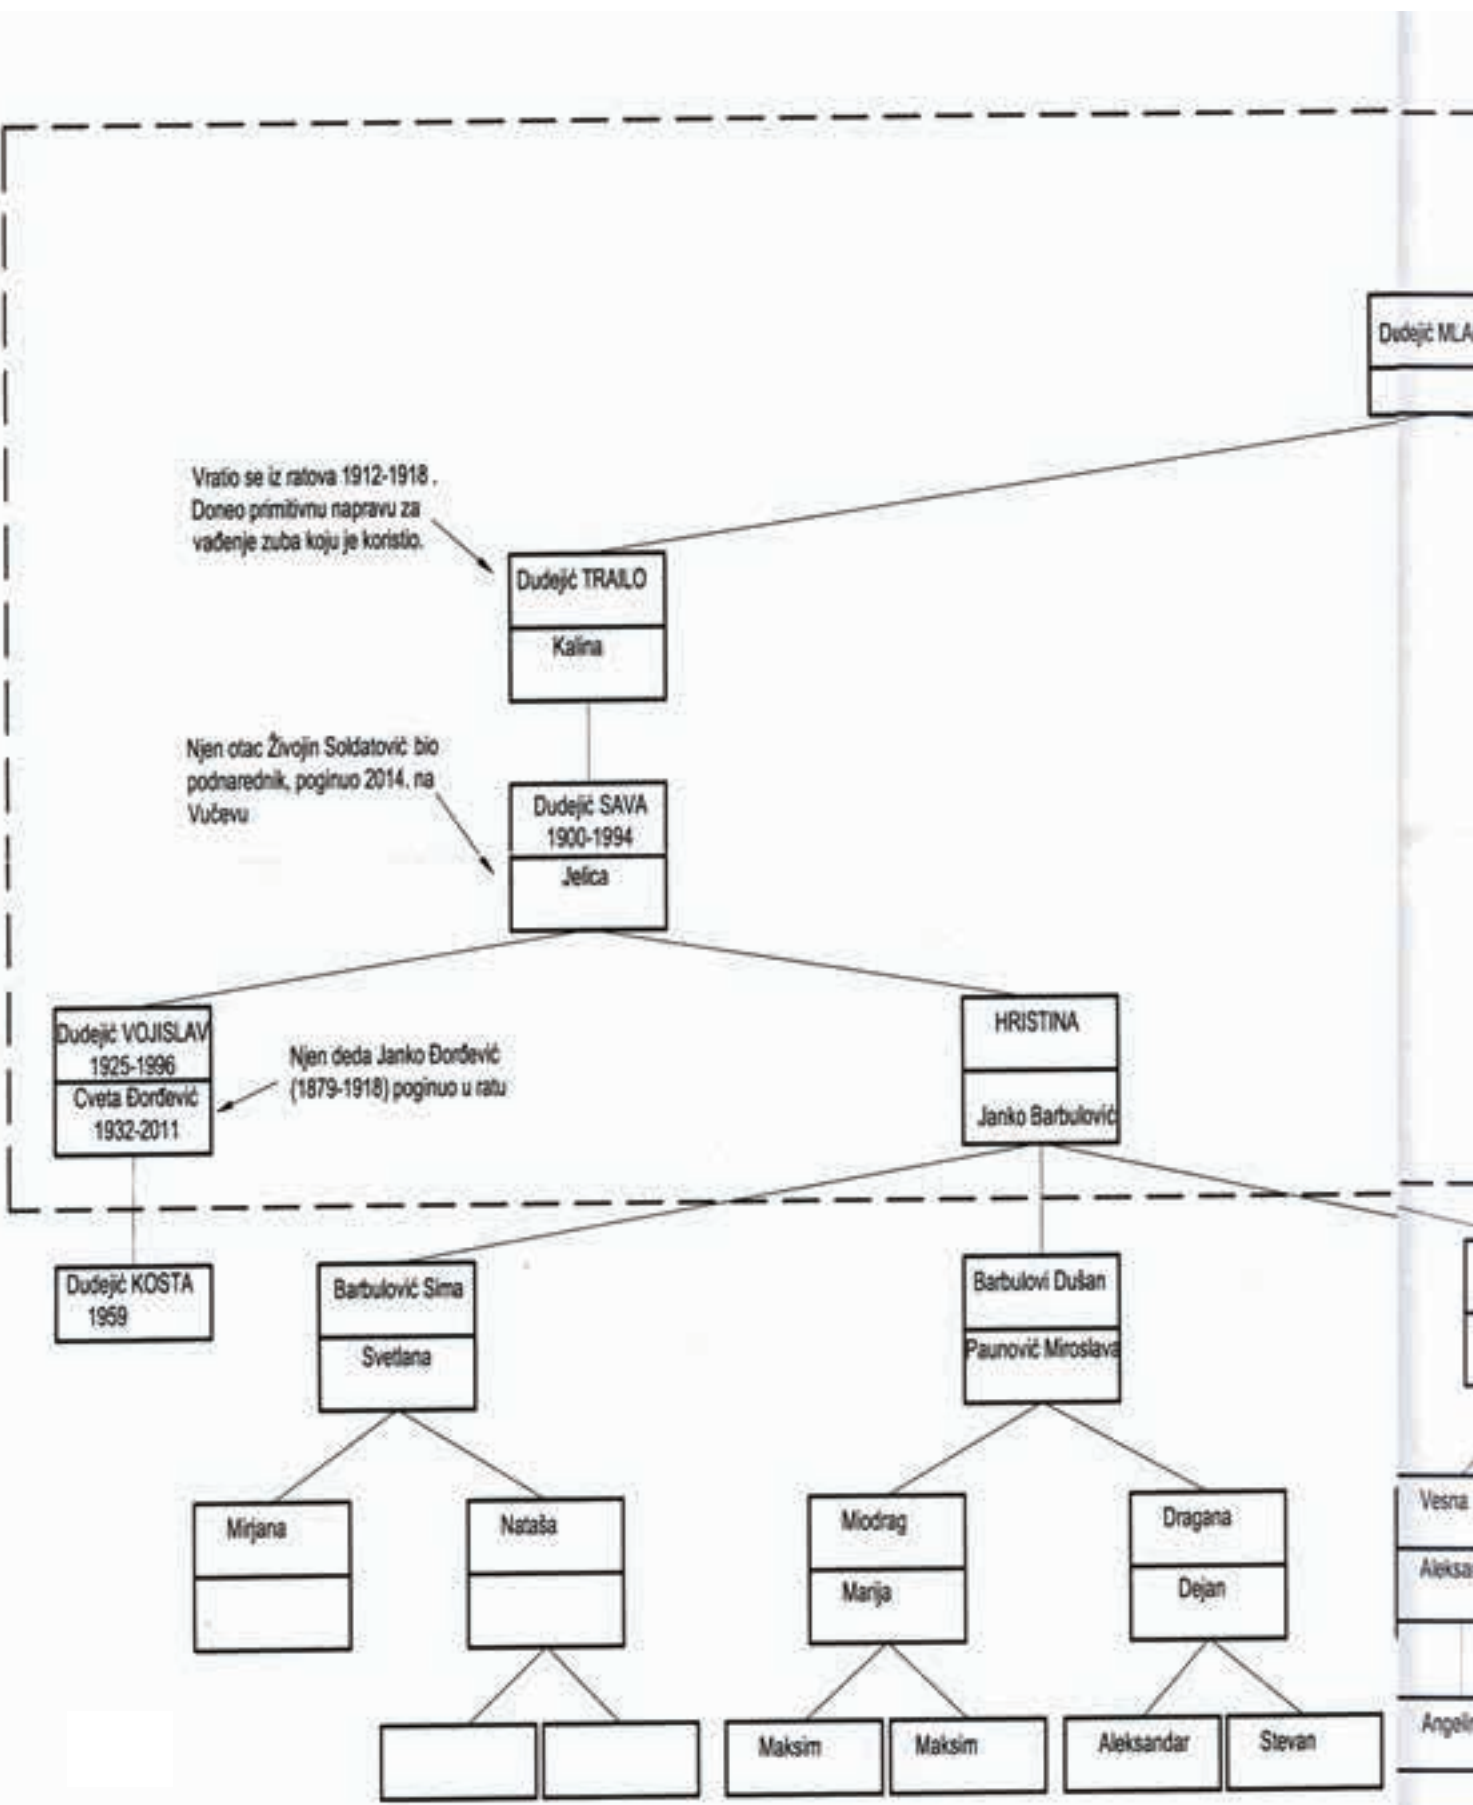 Dudejić MLA
Vratio se iz ratova 1912-1918 .
Doneo primitivnu napravu za
vađenje zuba koju je koristio.
Dudejić TRAILO
Kalina
Njen otac Živojin Soldatović bio
podnarednik, poginuo 2014. na
Vučevu
Dudejić SAVA
1900-1994
Jelica
Dudejić VOJISLAV
1925-1996
Cveta Đorđević
1932-2011
Njen deda Janko Đorđević
(1879-1918) poginuo u ratu
HRISTINA
Janko Barbulović
Dudejić KOSTA
1959
Barbulović Sima
Svetlana
Barbulovi Dušan
Paunović Miroslava
Mirjana
Nataša
Miodrag
Marija
Dragana
Dejan
Vesna
Aleksa
Maksim
Maksim
Aleksandar
Stevan
Angelin